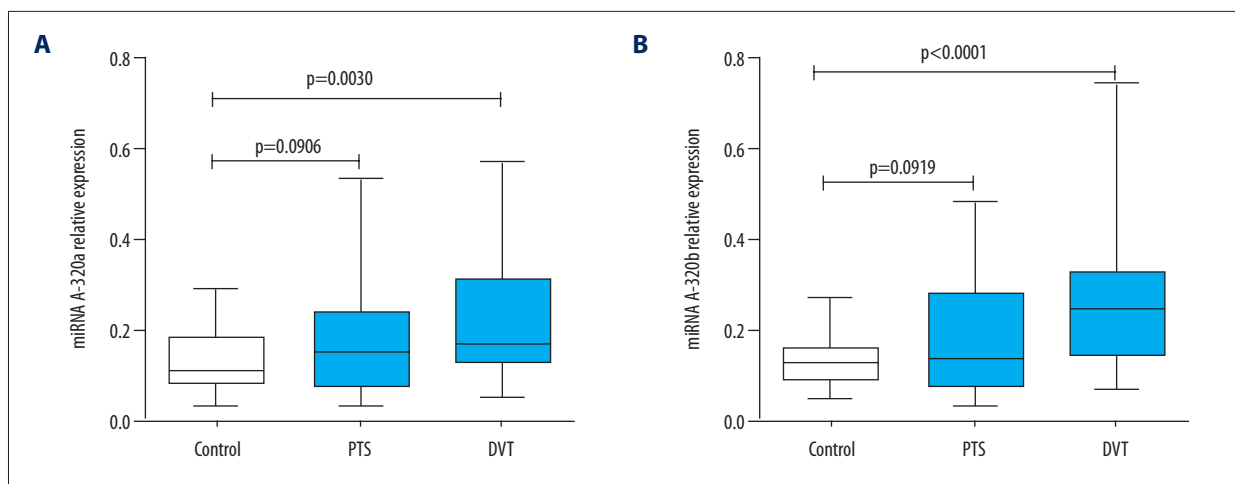 A
miRNA A-320a relative expression
0.8
0.6
0.4
0.2
0.0
p=0.0030
p=0.0906
Control
PTS
DVT
B
miRNA A-320b relative expression
0.8
0.6
0.4
0.2
0.0
p<0.0001
p=0.0919
Control
PTS
DVT